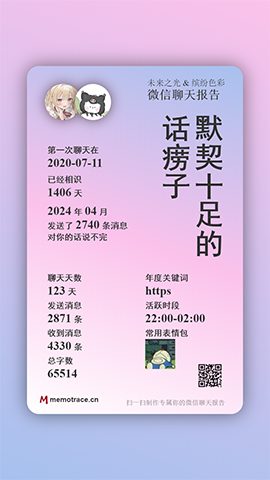 未来之光 & 缤纷色彩
微信聊天报告
默契十足的
话痨子
第一次聊天在
2020-07-11
已经相识
1406 天
2024 年 04 月
发送了 2740 条消息
对你的话说不完
聊天天数
123 天
发送消息
2871 条
收到消息
4330 条
总字数
65514
年度关键词
https
活跃时段
22:00-02:00
常用表情包
memotrace.cn
扫一扫制作专属你的微信聊天报告